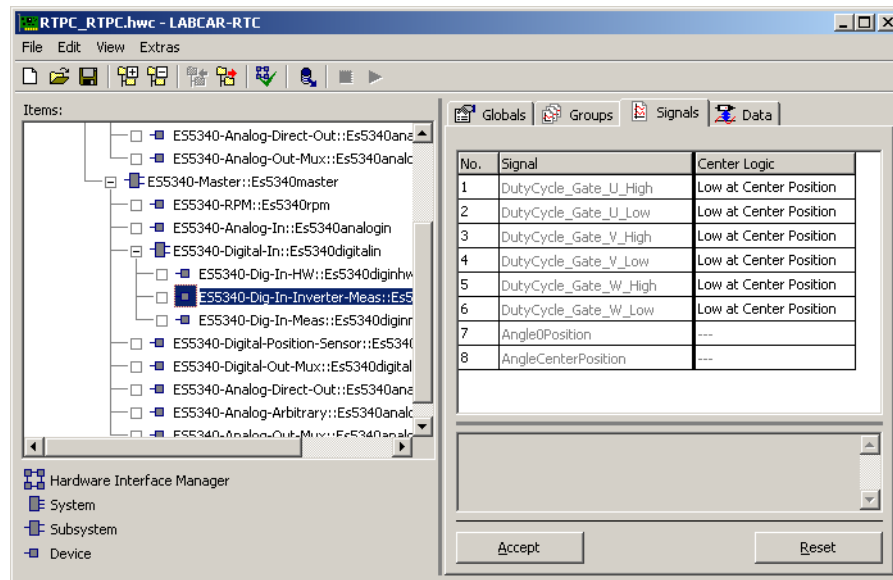 RTPC_RTPC.hwc - LABCAR-RTC
File Edit View Extras
Items:
ES5340-Analog-Direct-Out::Es5340ana
ES5340-Analog-Out-Mux::Es5340analc
ES5340-Master::Es5340master
ES5340-RPM::Es5340rpm
ES5340-Analog-In::Es5340analogin
ES5340-Digital-In::Es5340digitalin
ES5340-Dig-In-HW::Es5340diginhw
ES5340-Dig-In-Inverter-Meas::Es5
ES5340-Dig-In-Meas::Es5340diginr
ES5340-Digital-Position-Sensor::Es534(
ES5340-Digital-Out-Mux::Es5340digital
ES5340-Analog-Direct-Out::Es5340ana
ES5340-Analog-Arbitrary::Es5340analc
ES5340-Analog-Out-Mux::Es5340analc
Hardware Interface Manager
System
Subsystem
Device
Globals Groups Signals Data
No. Signal Center Logic
1 DutyCycle_Gate_U_High Low at Center Position
2 DutyCycle_Gate_U_Low Low at Center Position
3 DutyCycle_Gate_V_High Low at Center Position
4 DutyCycle_Gate_V_Low Low at Center Position
5 DutyCycle_Gate_W_High Low at Center Position
6 DutyCycle_Gate_W_Low Low at Center Position
7 Angle0Position ---
8 AngleCenterPosition ---
Accept Reset